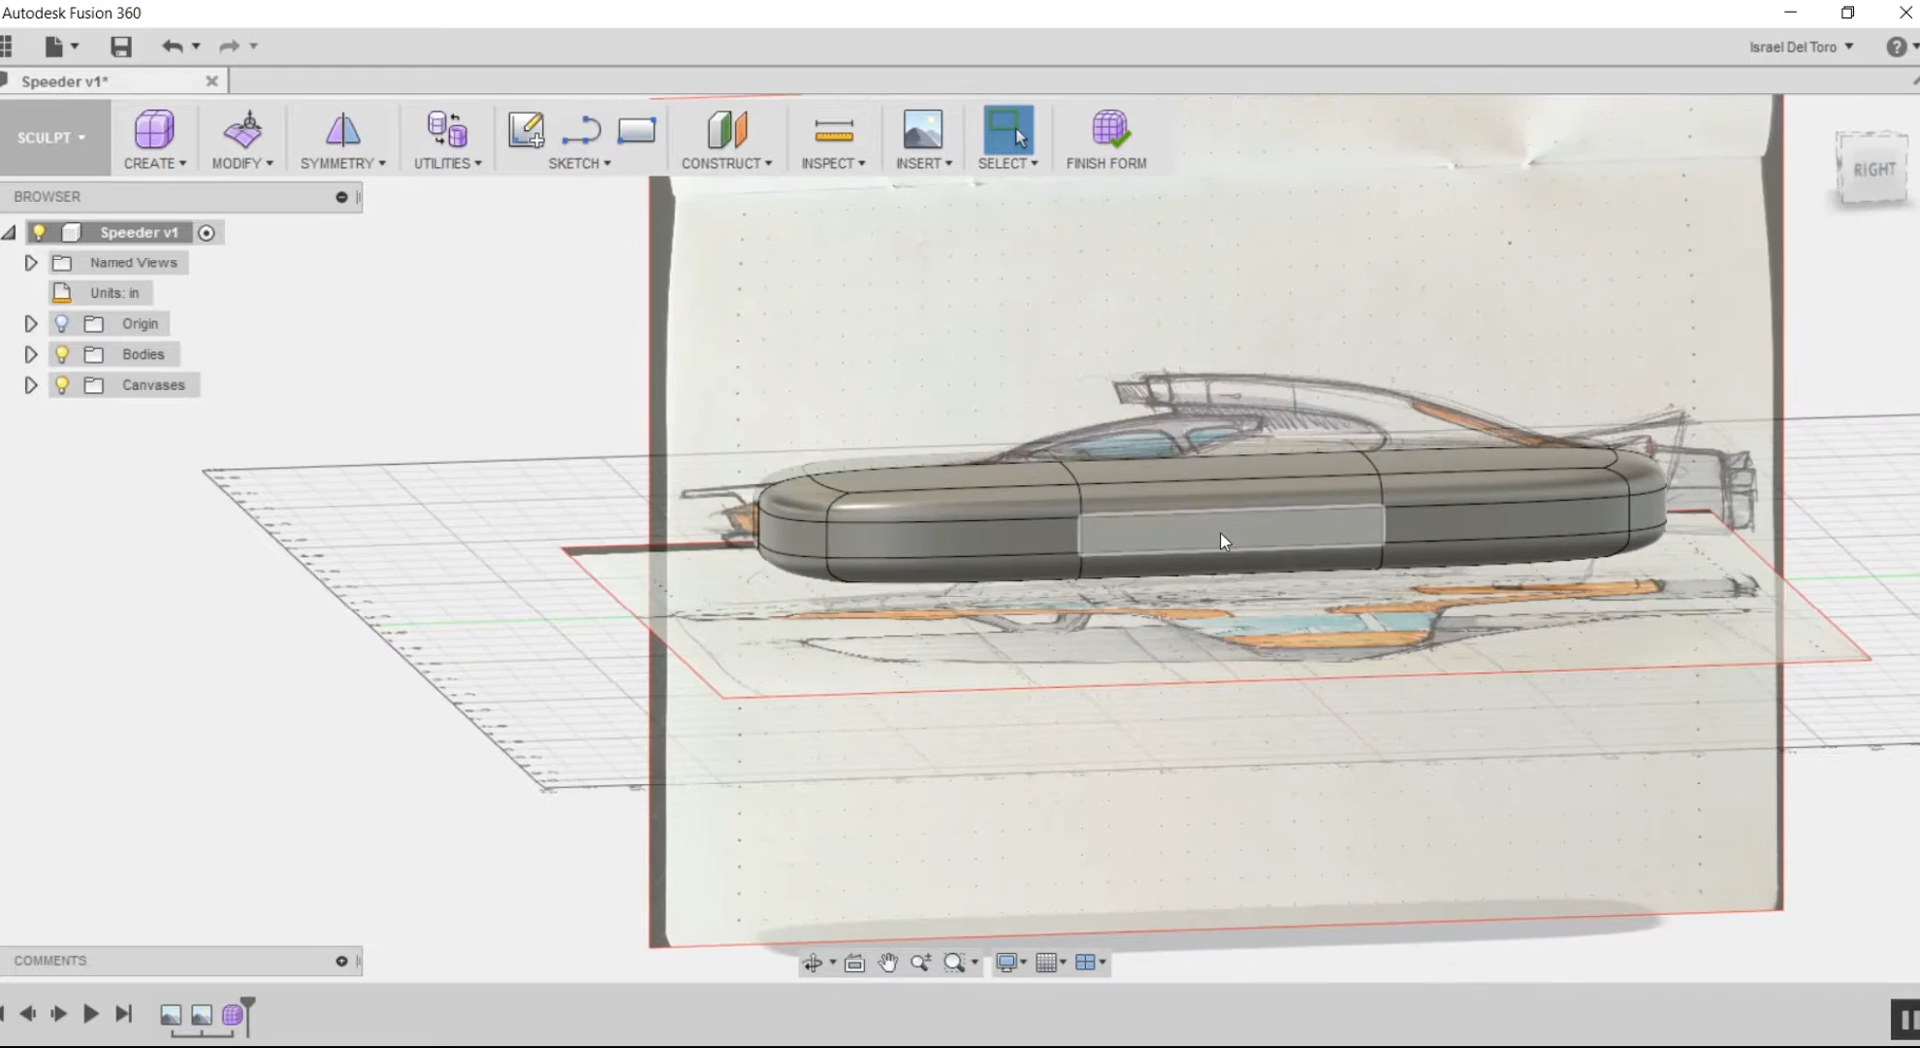 Autodesk Fusion 360
Israel Del Toro
Speeder v1*
SCULPT
CREATE
MODIFY
SYMMETRY
UTILITIES
SKETCH
CONSTRUCT
INSPECT
INSERT
SELECT
FINISH FORM
RIGHT
BROWSER
Speeder v1
Named Views
Units: in
Origin
Bodies
Canvases
COMMENTS